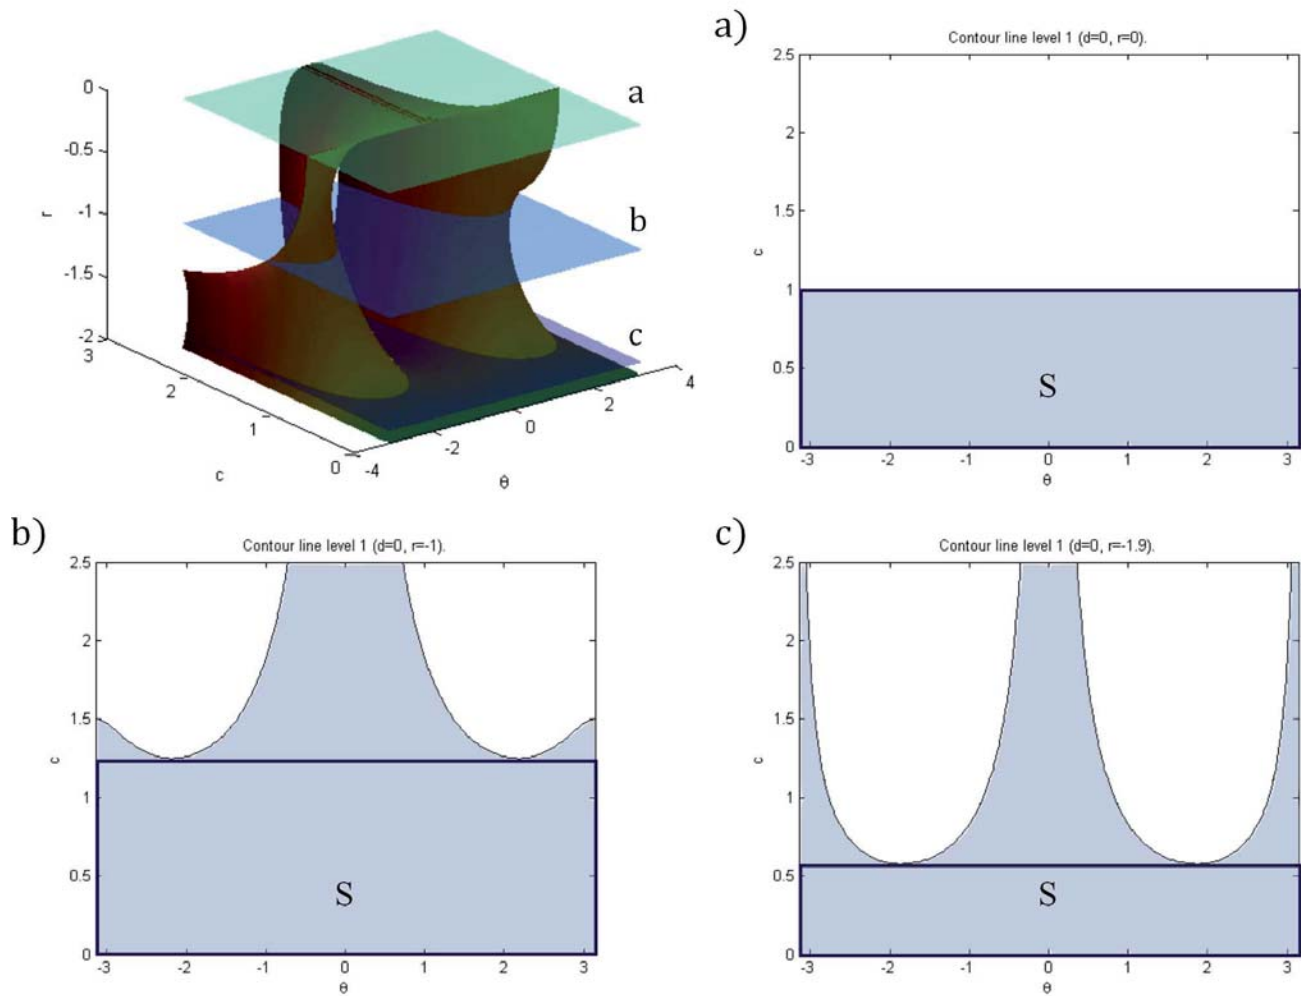 a)
Contour line level 1 (d=0, r=0).
2.5
2
1.5
c
1
0.5
0
S
-3 -2 -1 0 1 2 3
θ
0
-0.5
r
-1
-1.5
-2
a
b
c
3
2
1
0
c
-4
-2
0
2
4
θ
b)
Contour line level 1 (d=0, r=-1).
2.5
2
1.5
c
1
0.5
0
S
-3 -2 -1 0 1 2 3
θ
c)
Contour line level 1 (d=0, r=-1.9).
2.5
2
1.5
c
1
0.5
0
S
-3 -2 -1 0 1 2 3
θ